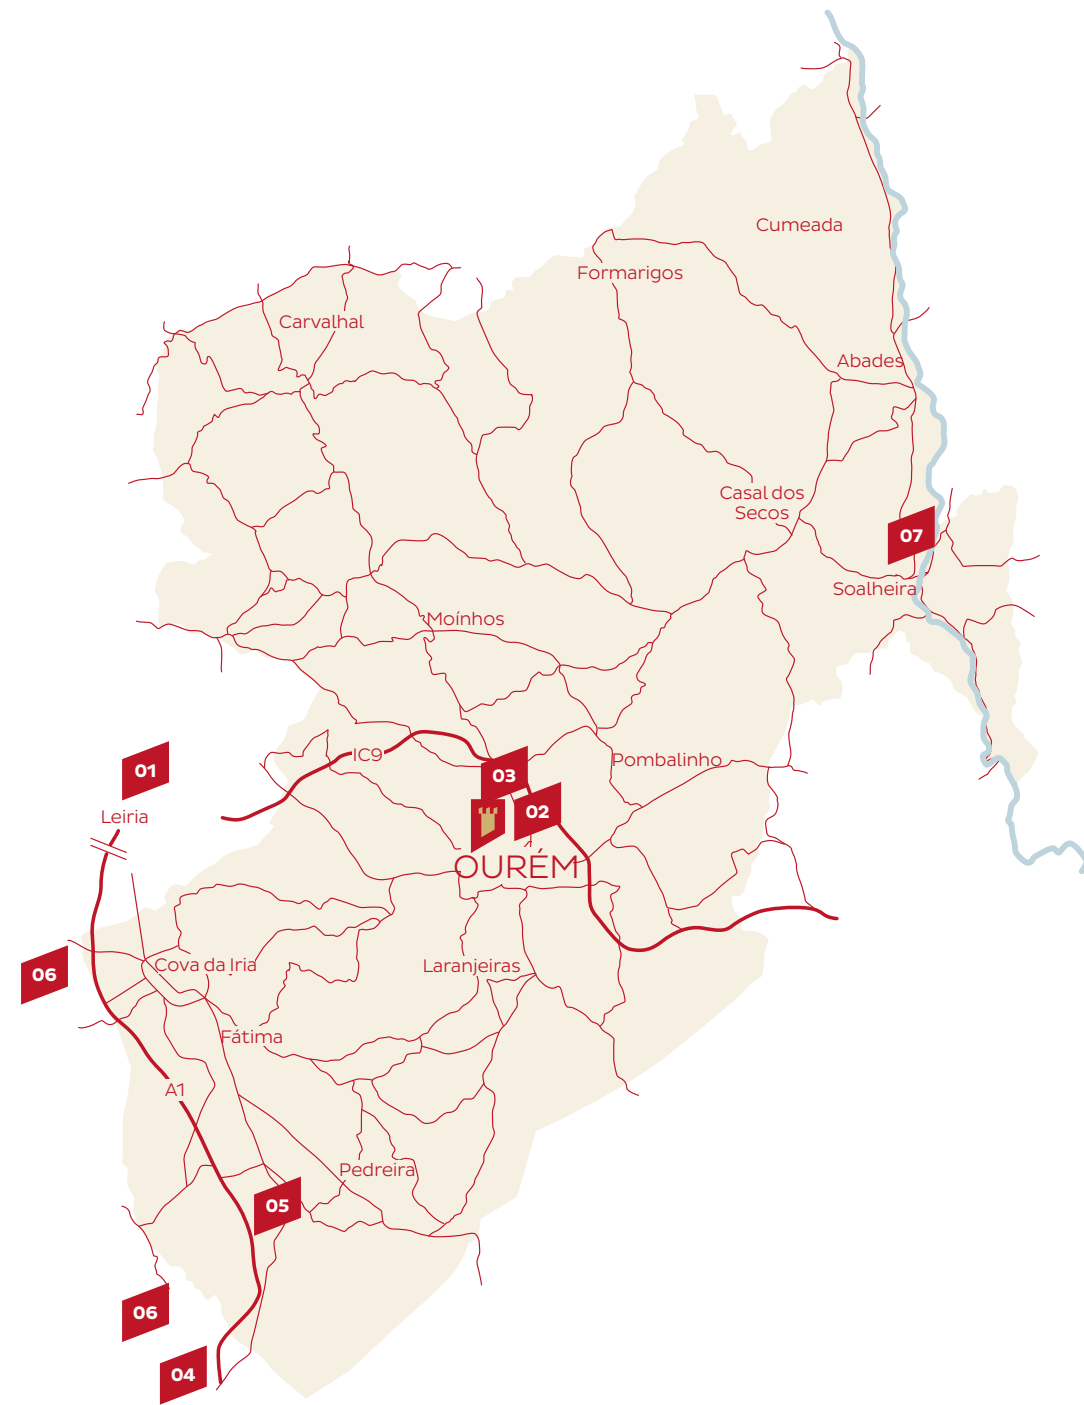 Cumeada
Formarigos
Carvalhal
Abades
Casal dos
Secos
07
Soalheira
Moínhos
IC9
Pombalinho
01
03
02
Leiria
OURÉM
Cova da Iria
Laranjeiras
06
Fátima
A1
Pedreira
05
06
04